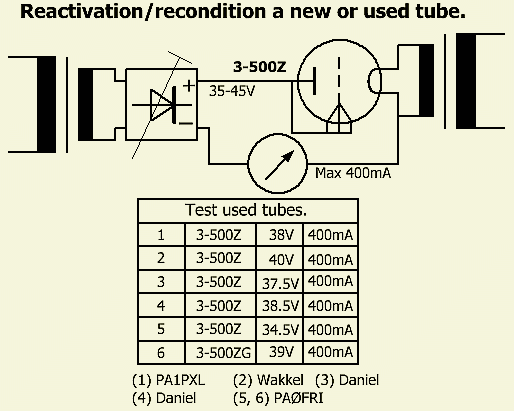 Reactivation/recondition a new or used tube.
3-500Z
+
35-45V
−
Max 400mA
Test used tubes.
1 3-500Z 38V 400mA
2 3-500Z 40V 400mA
3 3-500Z 37.5V 400mA
4 3-500Z 38.5V 400mA
5 3-500Z 34.5V 400mA
6 3-500ZG 39V 400mA
(1) PA1PXL (2) Wakkel (3) Daniel
(4) Daniel (5, 6) PAØFRI